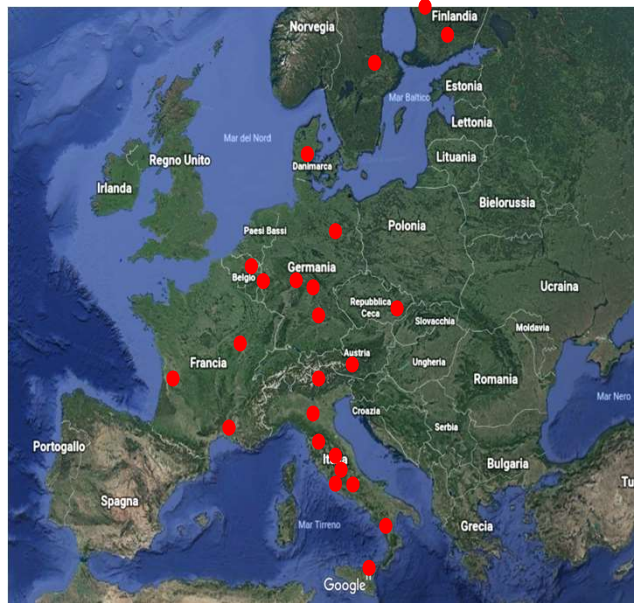 Finlandia
Norvegia
Estonia
Mar Baltico
Lettonia
Mar del Nord
Regno Unito
Lituania
Danimarca
Irlanda
Bielorussia
Paesi Bassi
Polonia
Germania
Belgio
Ucraina
Repubblica
Ceca
Slovacchia
Moldavia
Austria
Francia
Ungheria
Romania
Mar Nero
Croazia
Serbia
Portogallo
Bulgaria
Spagna
Tu
Mar Tirreno
Grecia
Google